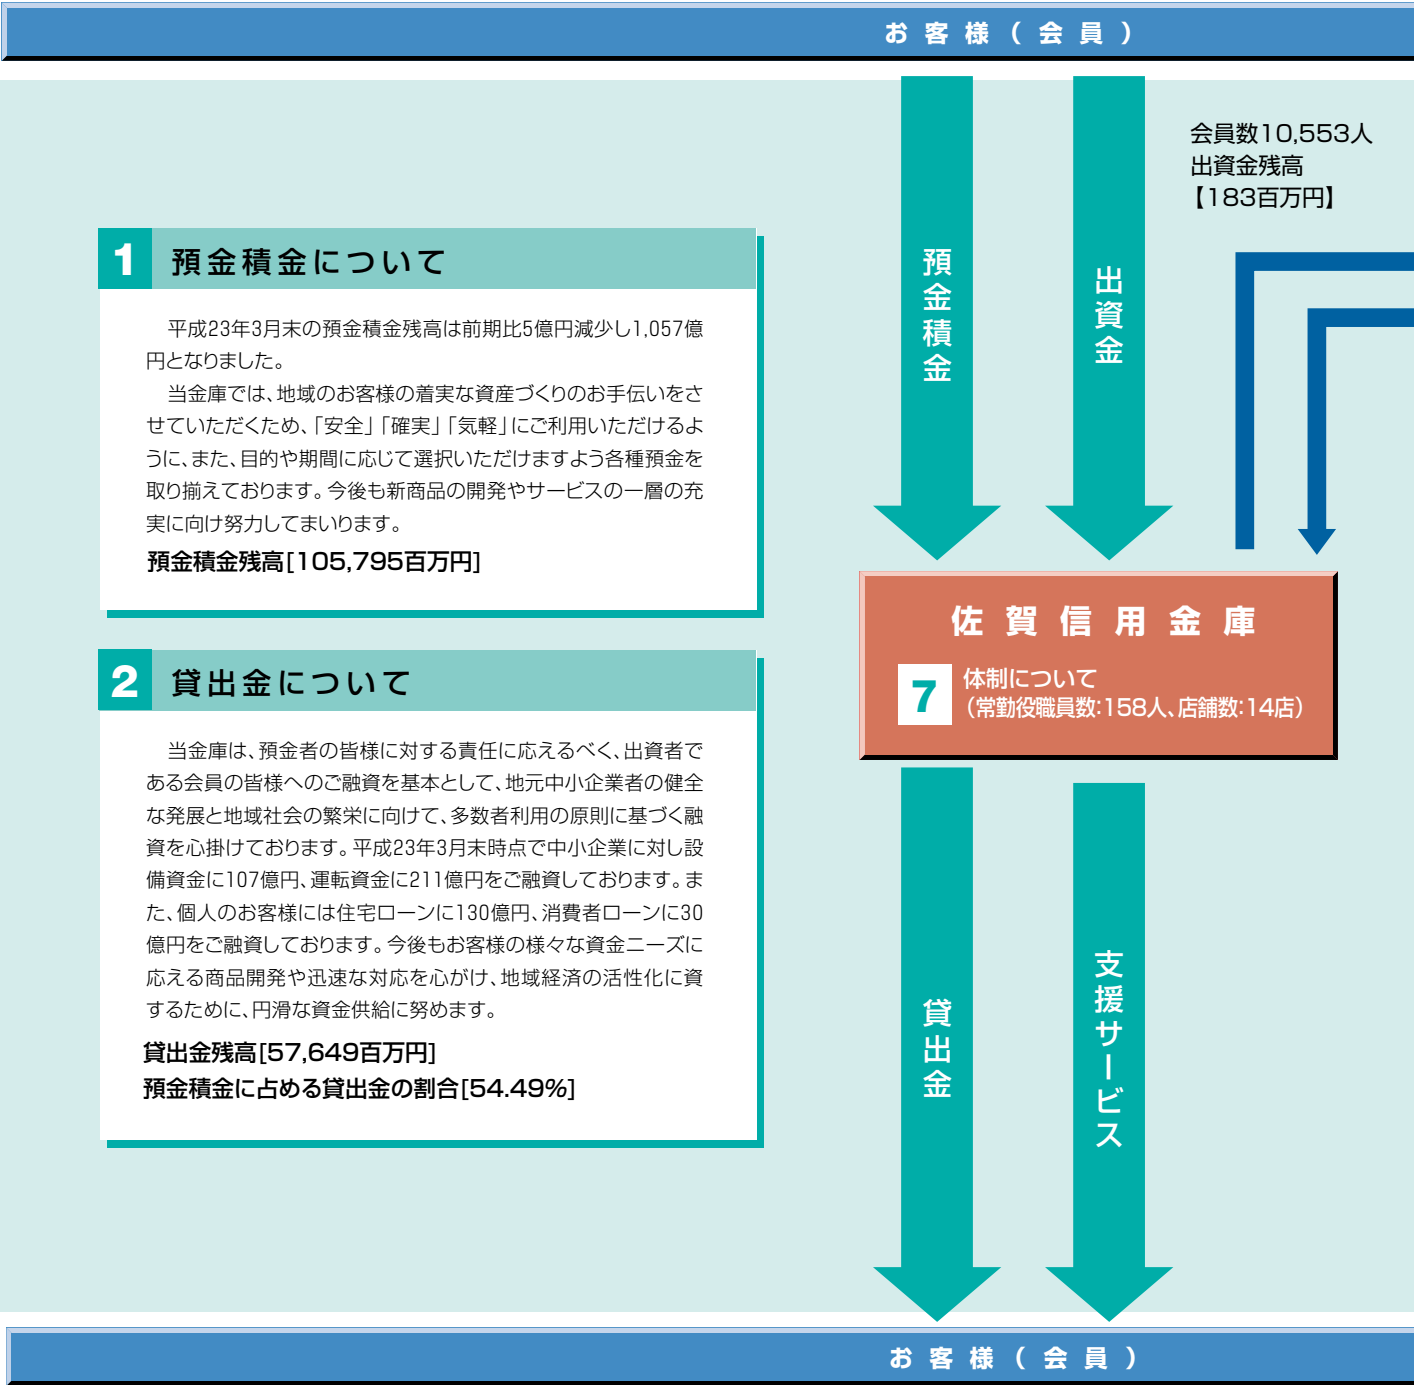 お客様（会員）
会員数10,553人
出資金残高
【183百万円】
預金積金
出資金
1 預金積金について
平成23年3月末の預金積金残高は前期比5億円減少し1,057億
円となりました。
当金庫では、地域のお客様の着実な資産づくりのお手伝いをさ
せていただくため、「安全」「確実」「気軽」にご利用いただけるよ
うに、また、目的や期間に応じて選択いただけますよう各種預金を
取り揃えております。今後も新商品の開発やサービスの一層の充
実に向け努力してまいります。
預金積金残高[105,795百万円]
2 貸出金について
当金庫は、預金者の皆様に対する責任に応えるべく、出資者で
ある会員の皆様へのご融資を基本として、地元中小企業者の健全
な発展と地域社会の繁栄に向けて、多数者利用の原則に基づく融
資を心掛けております。平成23年3月末時点で中小企業に対し設
備資金に107億円、運転資金に211億円をご融資しております。ま
た、個人のお客様には住宅ローンに130億円、消費者ローンに30
億円をご融資しております。今後もお客様の様々な資金ニーズに
応える商品開発や迅速な対応を心がけ、地域経済の活性化に資
するために、円滑な資金供給に努めます。
貸出金残高[57,649百万円]
預金積金に占める貸出金の割合[54.49%]
佐賀信用金庫
7 体制について
（常勤役職員数:158人、店舗数:14店）
貸出金
支援サービス
お客様（会員）